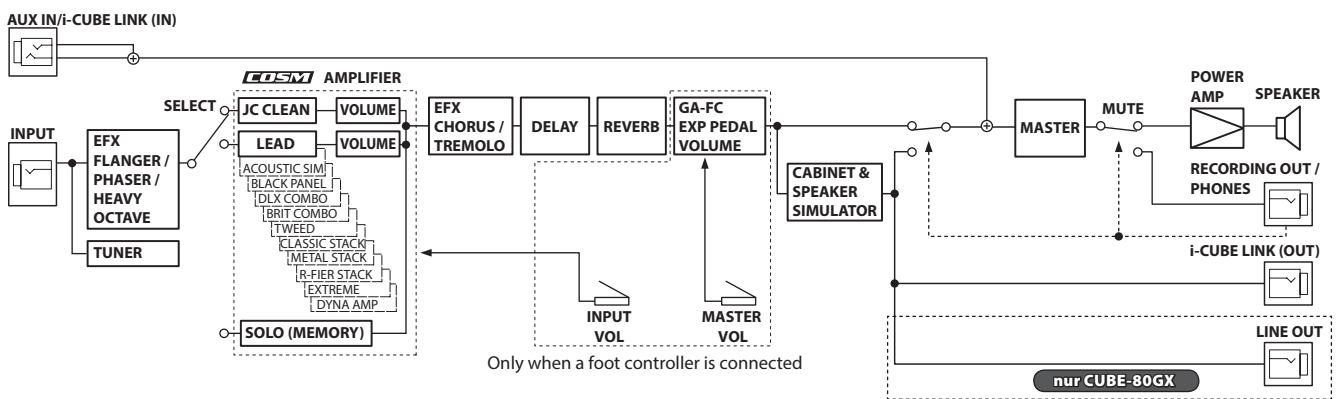 AUX IN/i-CUBE LINK (IN)
COSM AMPLIFIER
SELECT
JC CLEAN
VOLUME
LEAD
VOLUME
ACOUSTIC SIM
BLACK PANEL
DLX COMBO
BRIT COMBO
TWEED
CLASSIC STACK
METAL STACK
R-FIER STACK
EXTREME
DYNA AMP
SOLO (MEMORY)
INPUT
EFX
FLANGER /
PHASER /
HEAVY
OCTAVE
TUNER
EFX
CHORUS /
TREMOLO
DELAY
REVERB
GA-FC
EXP PEDAL
VOLUME
INPUT
VOL
MASTER
VOL
Only when a foot controller is connected
CABINET &
SPEAKER
SIMULATOR
MASTER
MUTE
POWER
AMP
SPEAKER
RECORDING OUT /
PHONES
i-CUBE LINK (OUT)
LINE OUT
nur CUBE-80GX